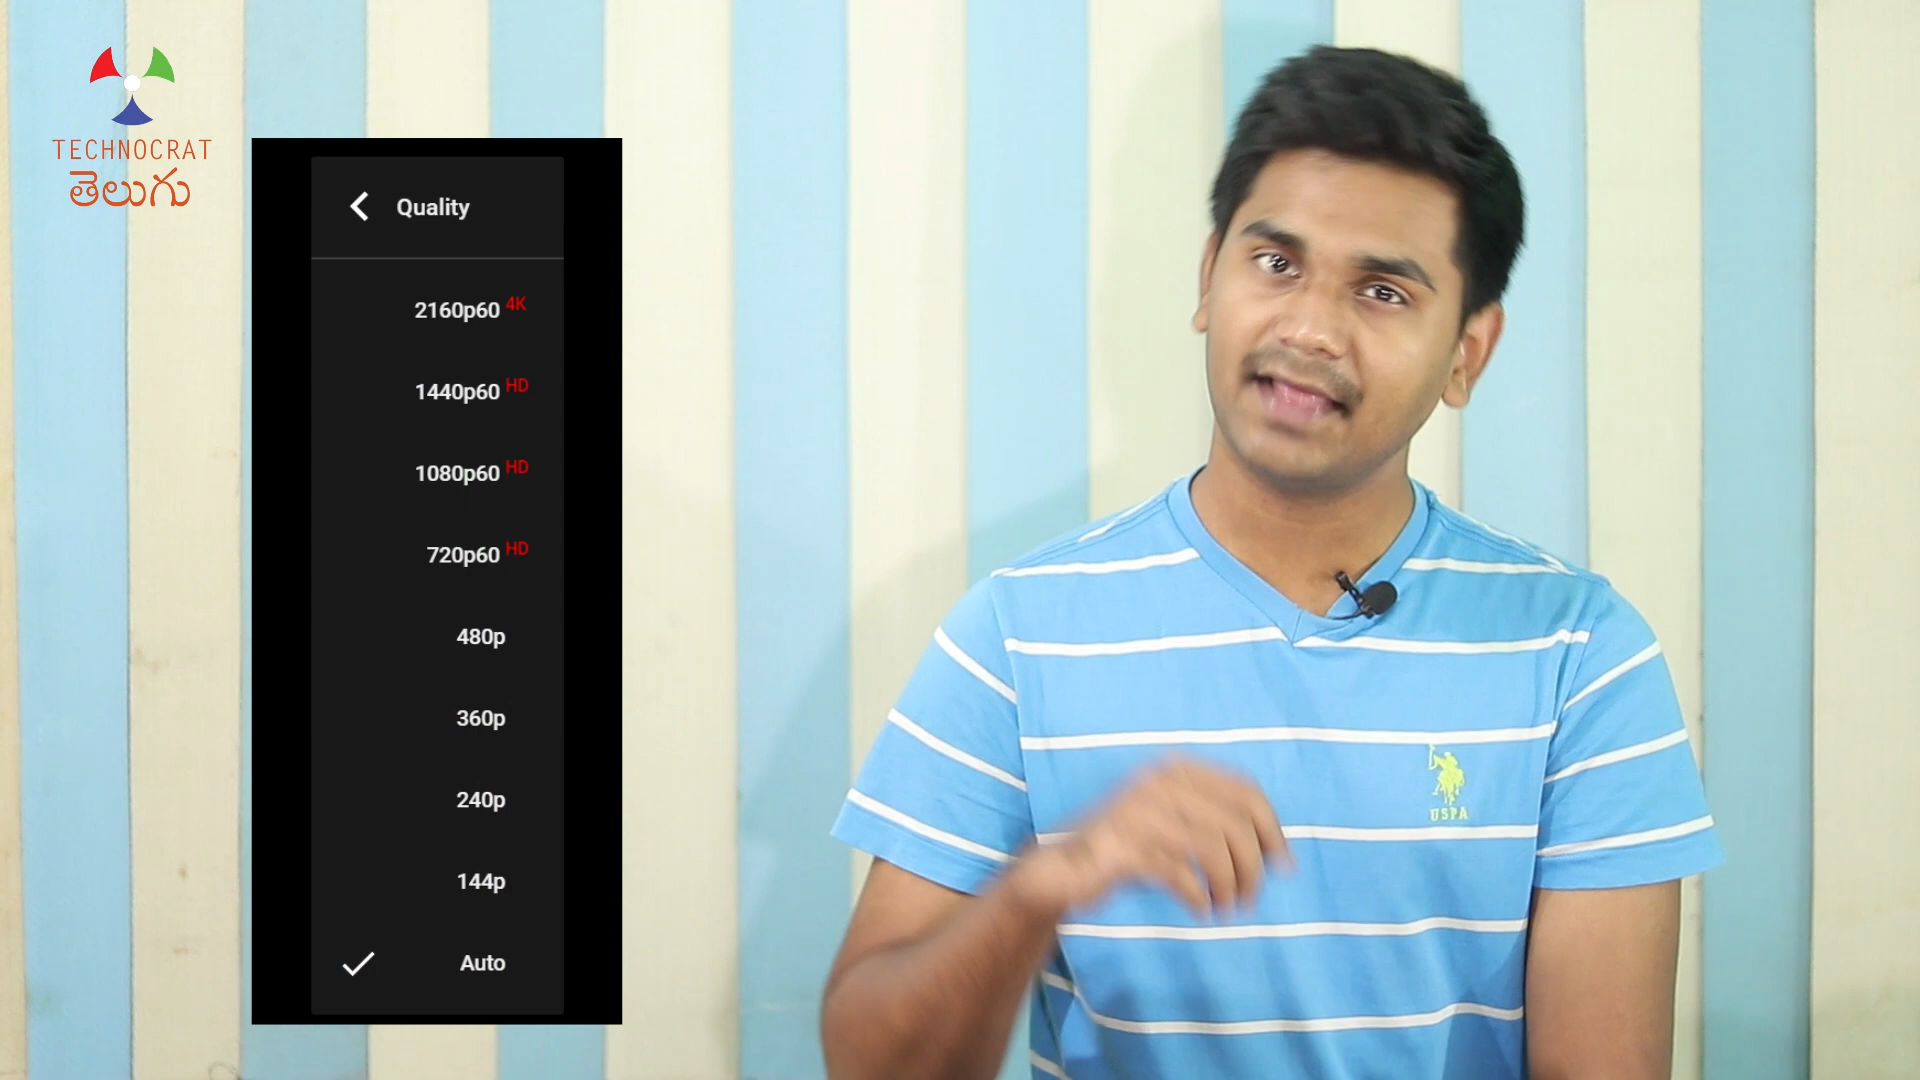 TECHNOCRAT
తెలుగు
Quality
2160p60 4K
1440p60 HD
1080p60 HD
720p60 HD
480p
360p
240p
144p
Auto
USPA